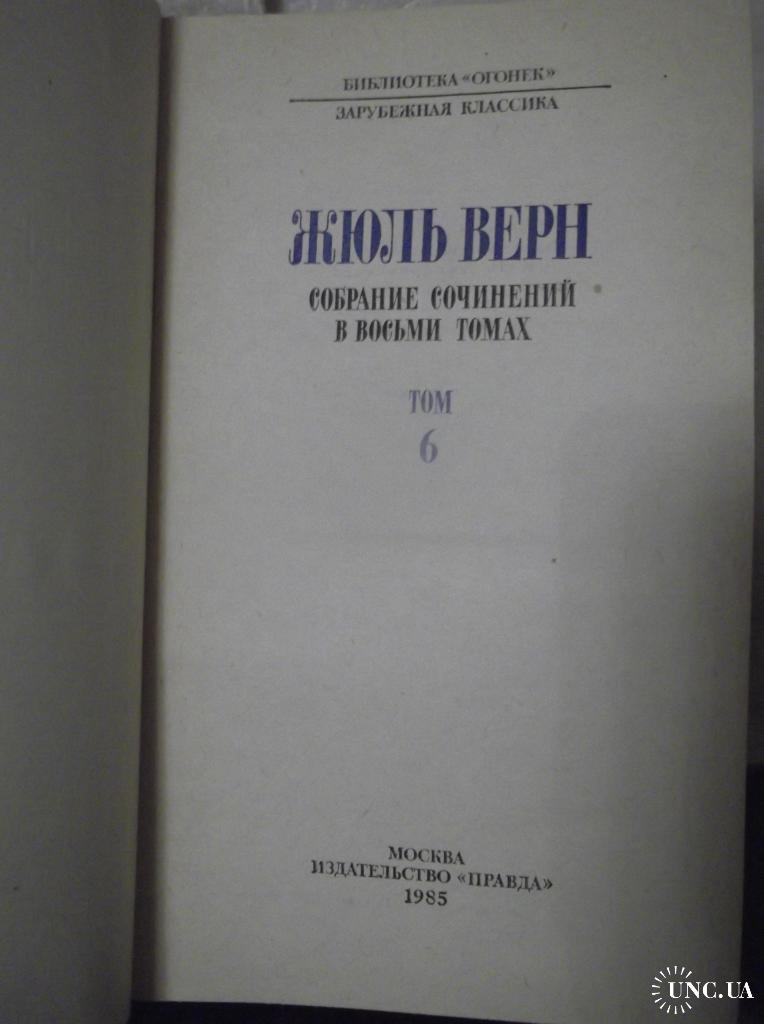 БИБЛИОТЕКА «ОГОНЕК»
ЗАРУБЕЖНАЯ КЛАССИКА
ЖЮЛЬ ВЕРН
СОБРАНИЕ СОЧИНЕНИЙ
В ВОСЬМИ ТОМАХ
ТОМ
6
МОСКВА
ИЗДАТЕЛЬСТВО «ПРАВДА»
1985
UNC.UA